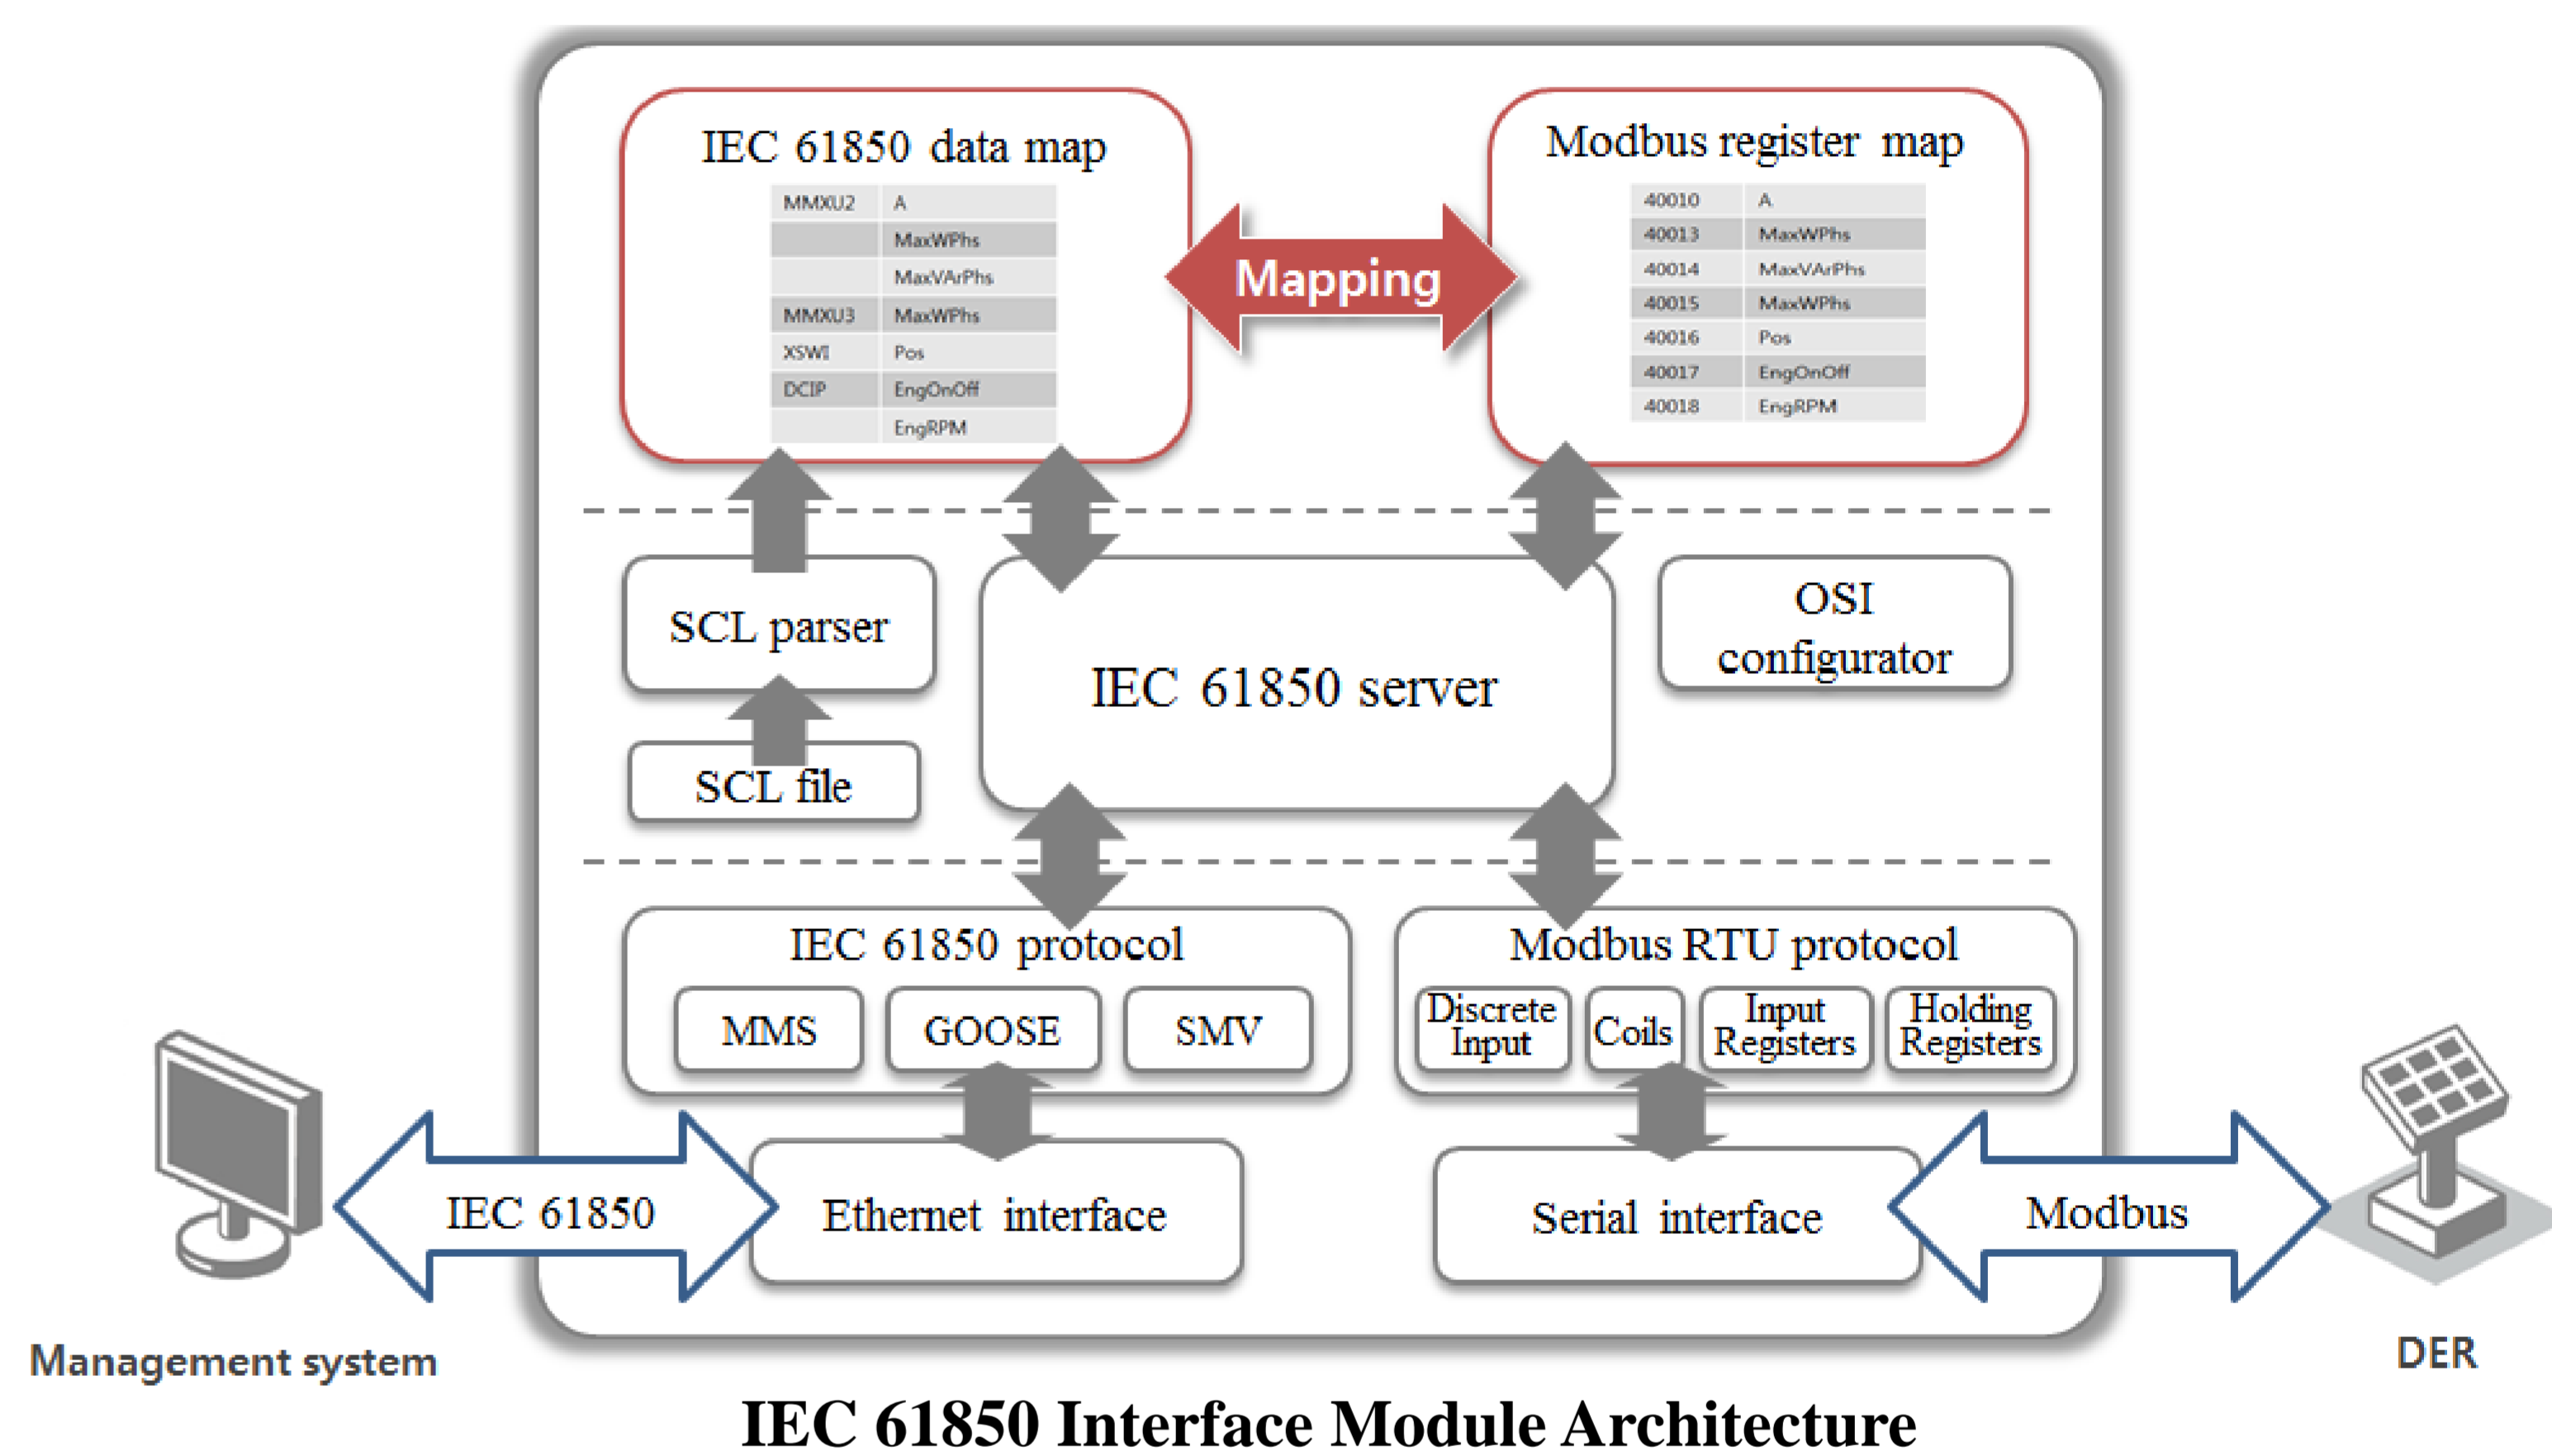 IEC 61850 data map
MMXU2 A
MaxWPhs
MaxVArPhs
MMXU3 MaxWPhs
XSWI Pos
DCIP EngOnOff
EngRPM
Mapping
Modbus register map
40010 A
40013 MaxWPhs
40014 MaxVArPhs
40015 MaxWPhs
40016 Pos
40017 EngOnOff
40018 EngRPM
SCL parser
SCL file
IEC 61850 server
OSI
configurator
IEC 61850 protocol
MMS
GOOSE
SMV
Modbus RTU protocol
Discrete
Input
Coils
Input
Registers
Holding
Registers
IEC 61850
Ethernet interface
Serial interface
Modbus
Management system
DER
IEC 61850 Interface Module Architecture